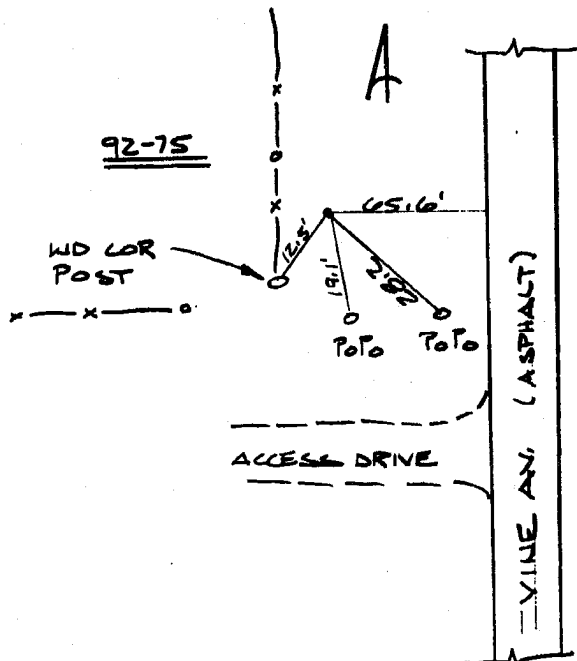 92-75
65.6'
12.5'
WD COR
POST
19.1'
28.2
PoPo
PoPo
ACCESS DRIVE
VINE AV. (ASPHALT)